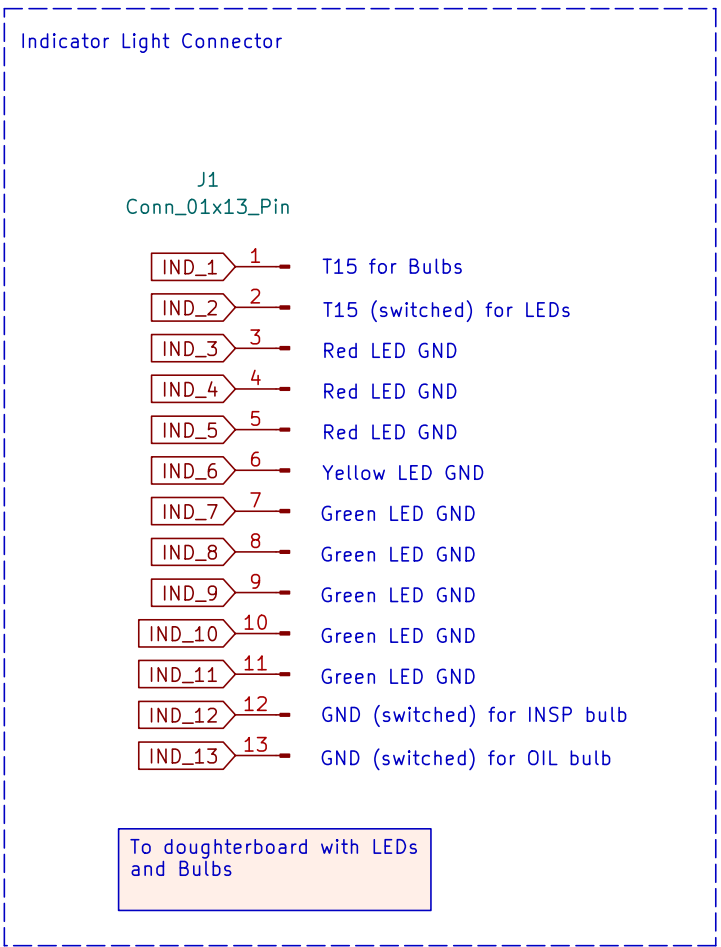 Indicator Light Connector
J1
Conn_01x13_Pin
IND_1 1 T15 for Bulbs
IND_2 2 T15 (switched) for LEDs
IND_3 3 Red LED GND
IND_4 4 Red LED GND
IND_5 5 Red LED GND
IND_6 6 Yellow LED GND
IND_7 7 Green LED GND
IND_8 8 Green LED GND
IND_9 9 Green LED GND
IND_10 10 Green LED GND
IND_11 11 Green LED GND
IND_12 12 GND (switched) for INSP bulb
IND_13 13 GND (switched) for OIL bulb
To doughterboard with LEDs
and Bulbs